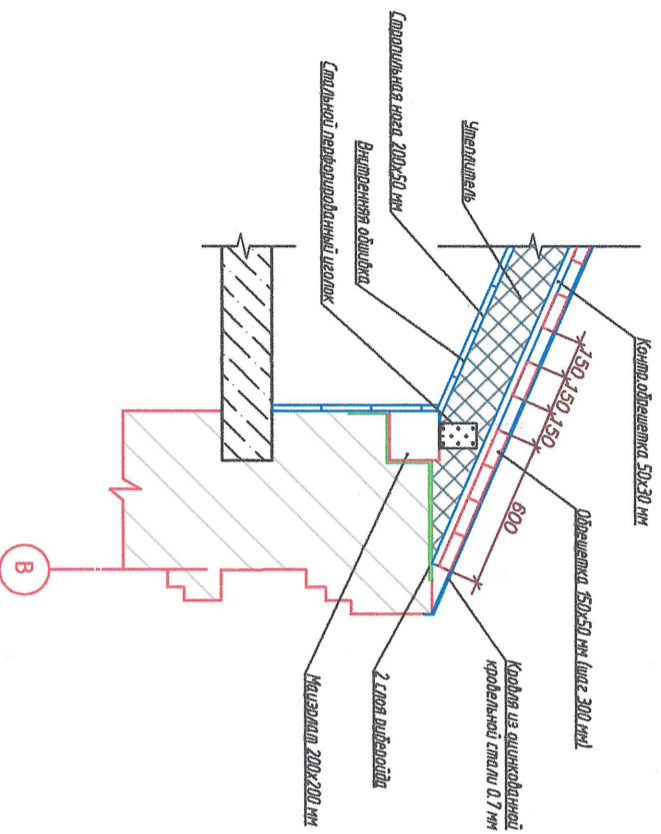 Контр.обрешетка 50х30 мм
Обрешетка 150х50 мм (шаг 300 мм)
Кровля из оцинкованной
кровельной стали 0.7 мм
Утеплитель
Стропильная нога 200х50 мм
Внутренняя обшивка
Стальной перфорированный уголок
150
150
150
600
2 слоя рубероида
Мауэрлат 200х200 мм
В